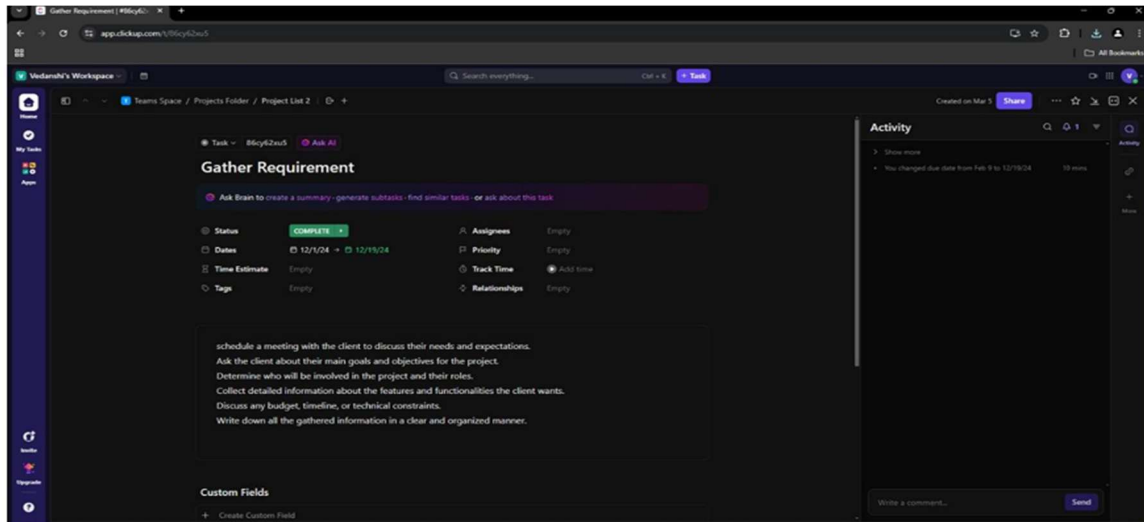 Gather Requirement | #86cy62x
app.clickup.com/t/86cy62xu5
All Bookmarks
Vedanshi's Workspace
Search everything...
Ctrl + K
+ Task
Home
My Tasks
Apps
Invite
Upgrade
Teams Space / Projects Folder / Project List 2
Created on Mar 5
Share
Task
86cy62xu5
Ask AI
Gather Requirement
Ask Brain to create a summary · generate subtasks · find similar tasks · or ask about this task
Status COMPLETE
Assignees Empty
Dates 12/1/24 → 12/19/24
Priority Empty
Time Estimate Empty
Track Time Add time
Tags Empty
Relationships Empty
schedule a meeting with the client to discuss their needs and expectations.
Ask the client about their main goals and objectives for the project.
Determine who will be involved in the project and their roles.
Collect detailed information about the features and functionalities the client wants.
Discuss any budget, timeline, or technical constraints.
Write down all the gathered information in a clear and organized manner.
Custom Fields
+ Create Custom Field
Activity
1
Show more
You changed due date from Feb 9 to 12/19/24
10 mins
Write a comment...
Send
Activity
More